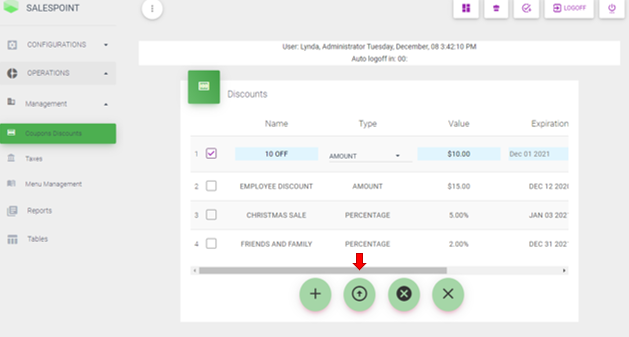 SALESPOINT
LOGOFF
CONFIGURATIONS
OPERATIONS
Management
Coupons Discounts
Taxes
Menu Management
Reports
Tables
User: Lynda, Administrator Tuesday, December, 08 3:42:10 PM
Auto logoff in: 00:
Discounts
Name Type Value Expiration
1 10 OFF AMOUNT $10.00 Dec 01 2021
2 EMPLOYEE DISCOUNT AMOUNT $15.00 DEC 12 202
3 CHRISTMAS SALE PERCENTAGE 5.00% JAN 03 202
4 FRIENDS AND FAMILY PERCENTAGE 2.00% DEC 31 202